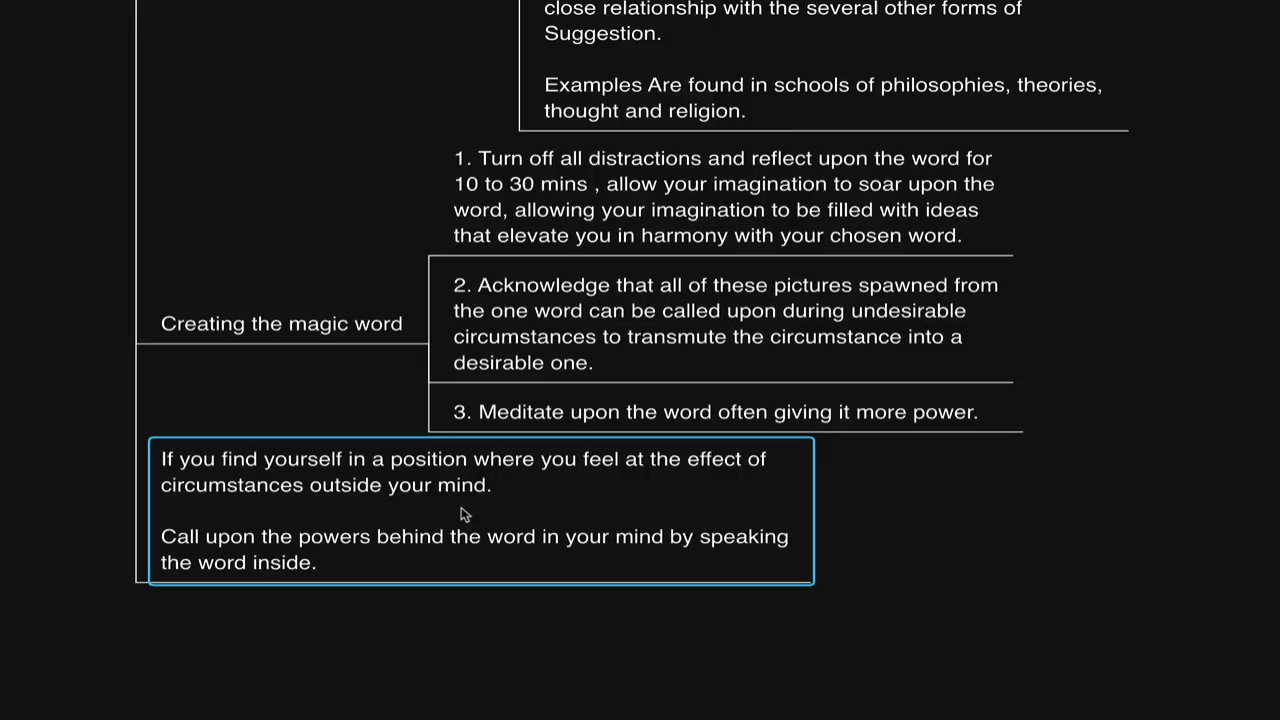 close relationship with the several other forms of
Suggestion.
Examples Are found in schools of philosophies, theories,
thought and religion.
1. Turn off all distractions and reflect upon the word for
10 to 30 mins , allow your imagination to soar upon the
word, allowing your imagination to be filled with ideas
that elevate you in harmony with your chosen word.
Creating the magic word
2. Acknowledge that all of these pictures spawned from
the one word can be called upon during undesirable
circumstances to transmute the circumstance into a
desirable one.
3. Meditate upon the word often giving it more power.
If you find yourself in a position where you feel at the effect of
circumstances outside your mind.
Call upon the powers behind the word in your mind by speaking
the word inside.